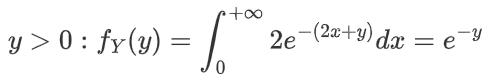 y > 0 : f_Y(y) = ∫_0^{+∞} 2e^{-(2x+y)} dx = e^{-y}